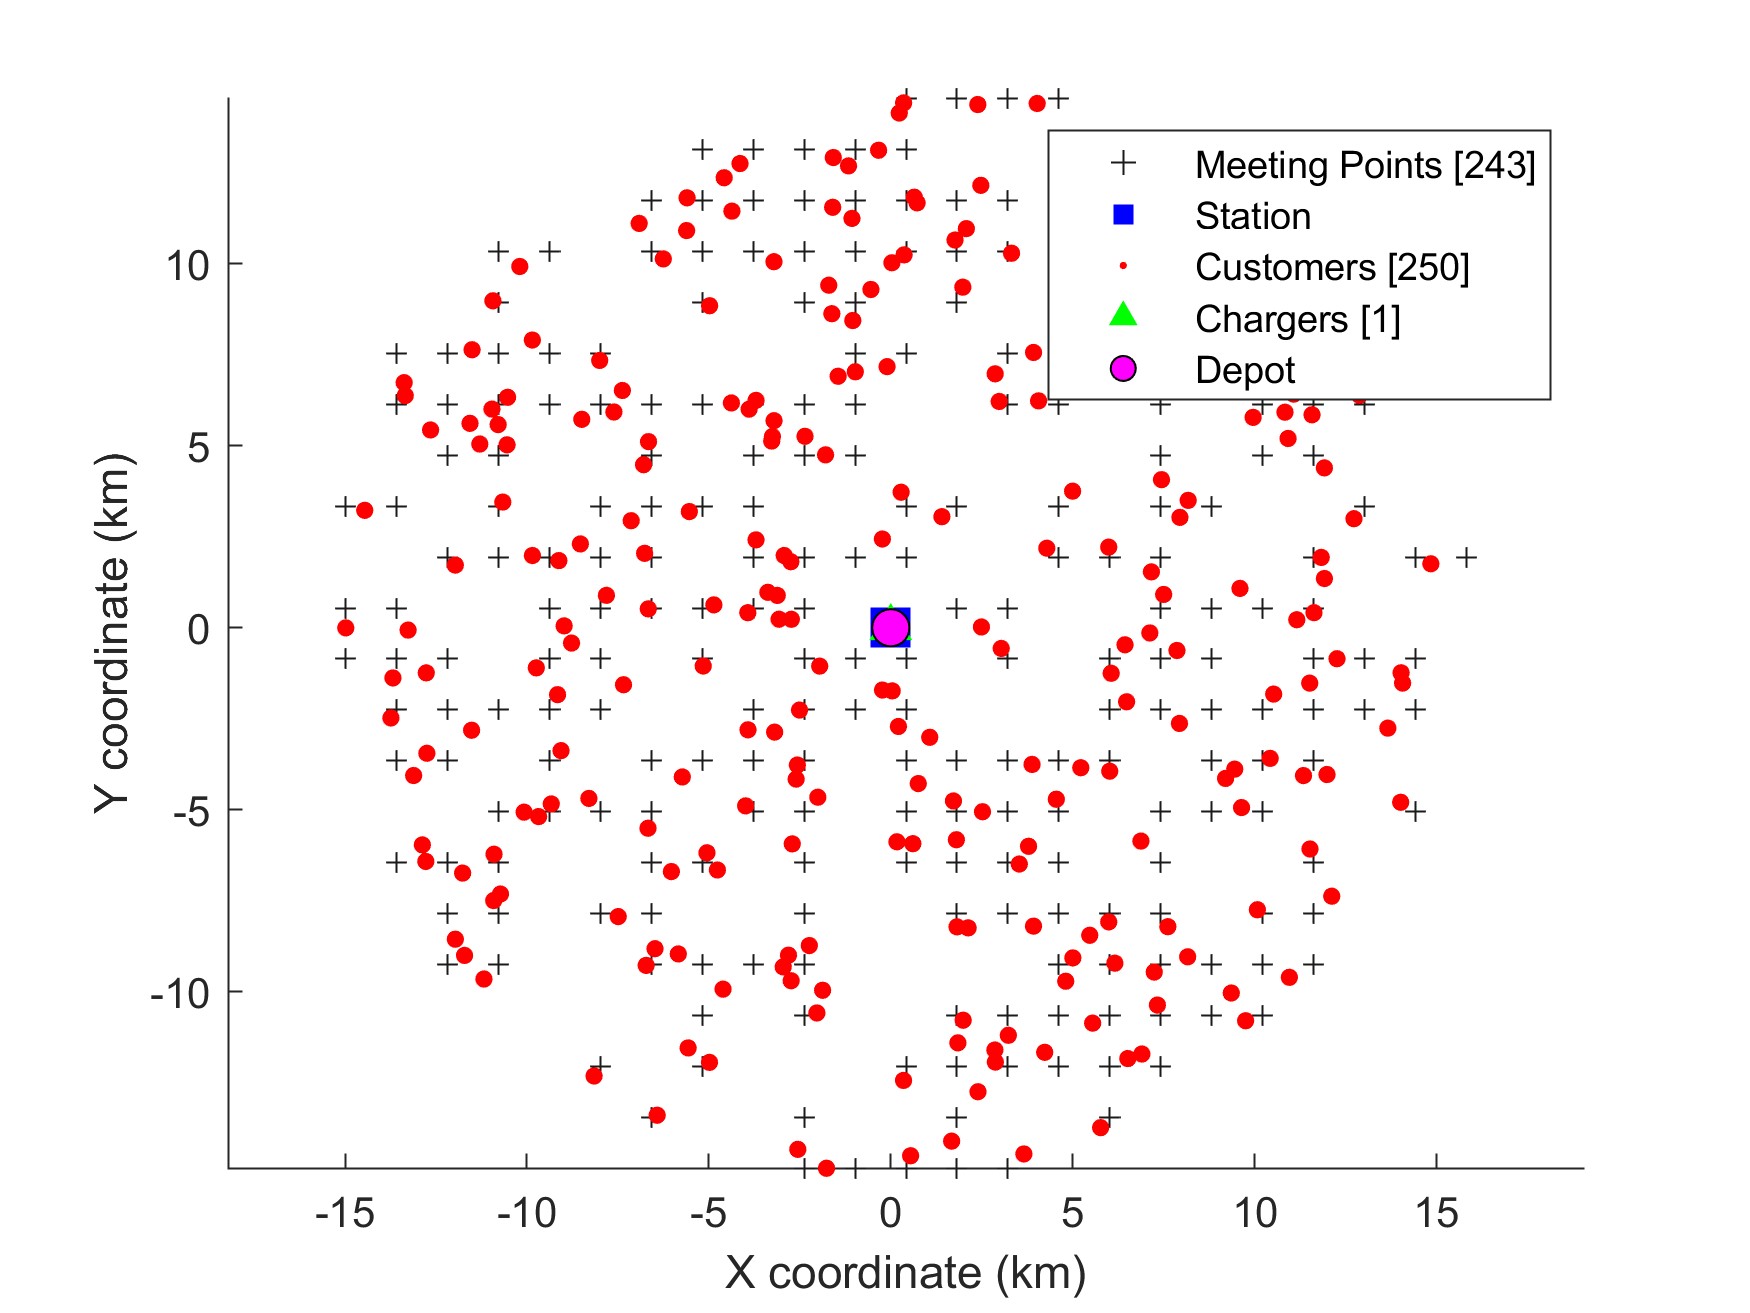 Meeting Points [243]
Station
Customers [250]
Chargers [1]
Depot
10
5
0
-5
-10
Y coordinate (km)
-15 -10 -5 0 5 10 15
X coordinate (km)